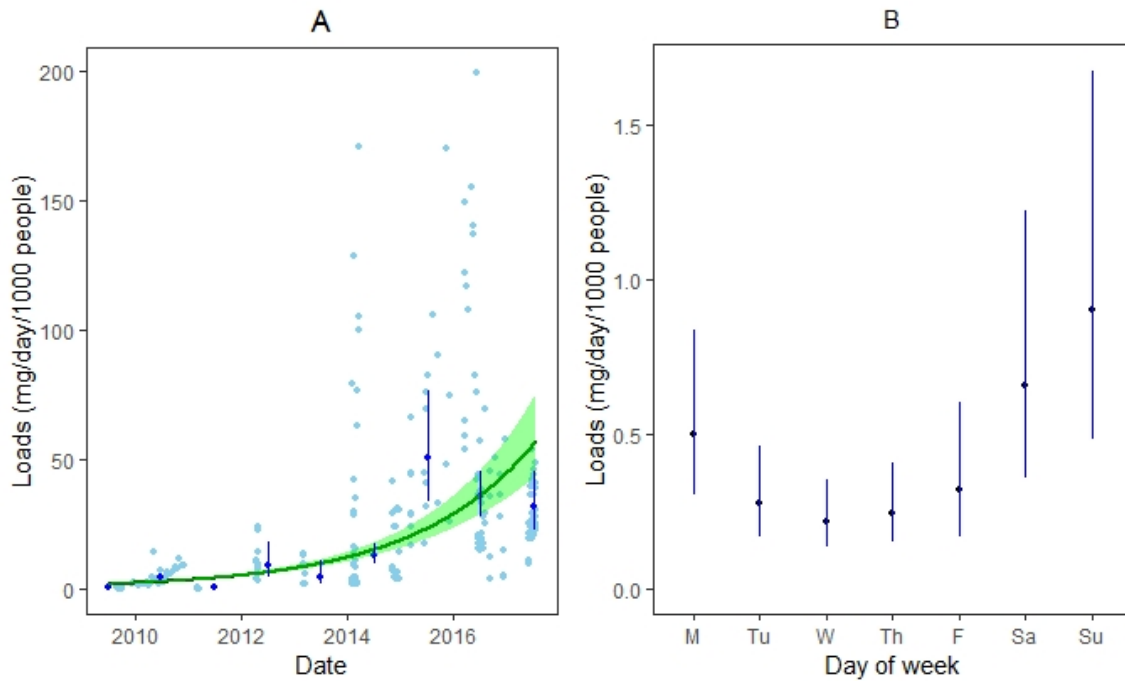 A
Loads (mg/day/1000 people)
200
150
100
50
0
2010 2012 2014 2016
Date
B
Loads (mg/day/1000 people)
1.5
1.0
0.5
0.0
M Tu W Th F Sa Su
Day of week